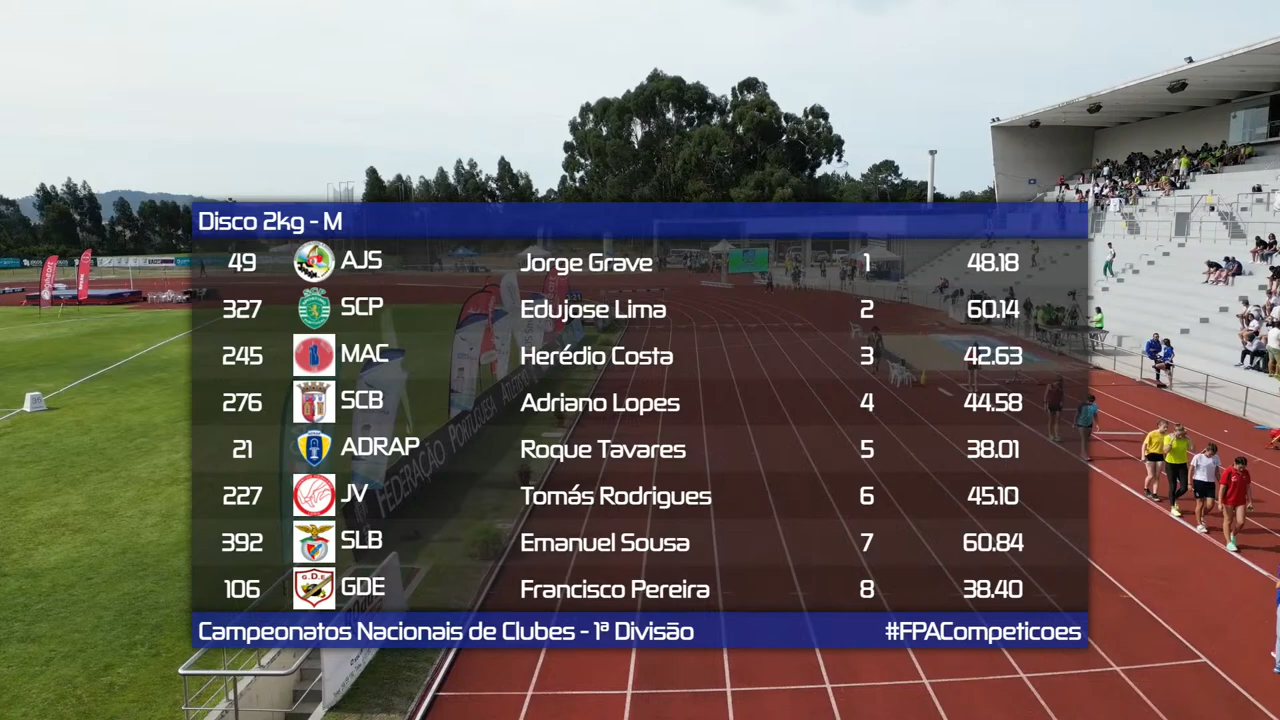 Disco 2kg - M
49 AJS Jorge Grave 1 48.18
327 SCP Edujose Lima 2 60.14
245 MAC Herédio Costa 3 42.63
276 SCB Adriano Lopes 4 44.58
21 ADRAP Roque Tavares 5 38.01
227 JV Tomás Rodrigues 6 45.10
392 SLB Emanuel Sousa 7 60.84
106 GDE Francisco Pereira 8 38.40
Campeonatos Nacionais de Clubes - 1ª Divisão #FPACompeticoes
FEDERAÇÃO PORTUGUESA ATLETISMO